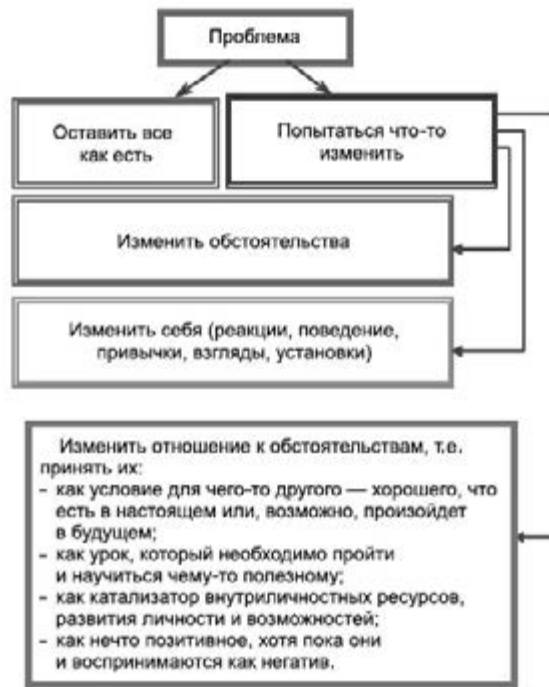 Проблема
Оставить все
как есть
Попытаться что-то
изменить
Изменить обстоятельства
Изменить себя (реакции, поведение,
привычки, взгляды, установки)
Изменить отношение к обстоятельствам, т.е.
принять их:
– как условие для чего-то другого — хорошего, что
есть в настоящем или, возможно, произойдет
в будущем;
– как урок, который необходимо пройти
и научиться чему-то полезному;
– как катализатор внутриличностных ресурсов,
развития личности и возможностей;
– как нечто позитивное, хотя пока они
и воспринимаются как негатив.